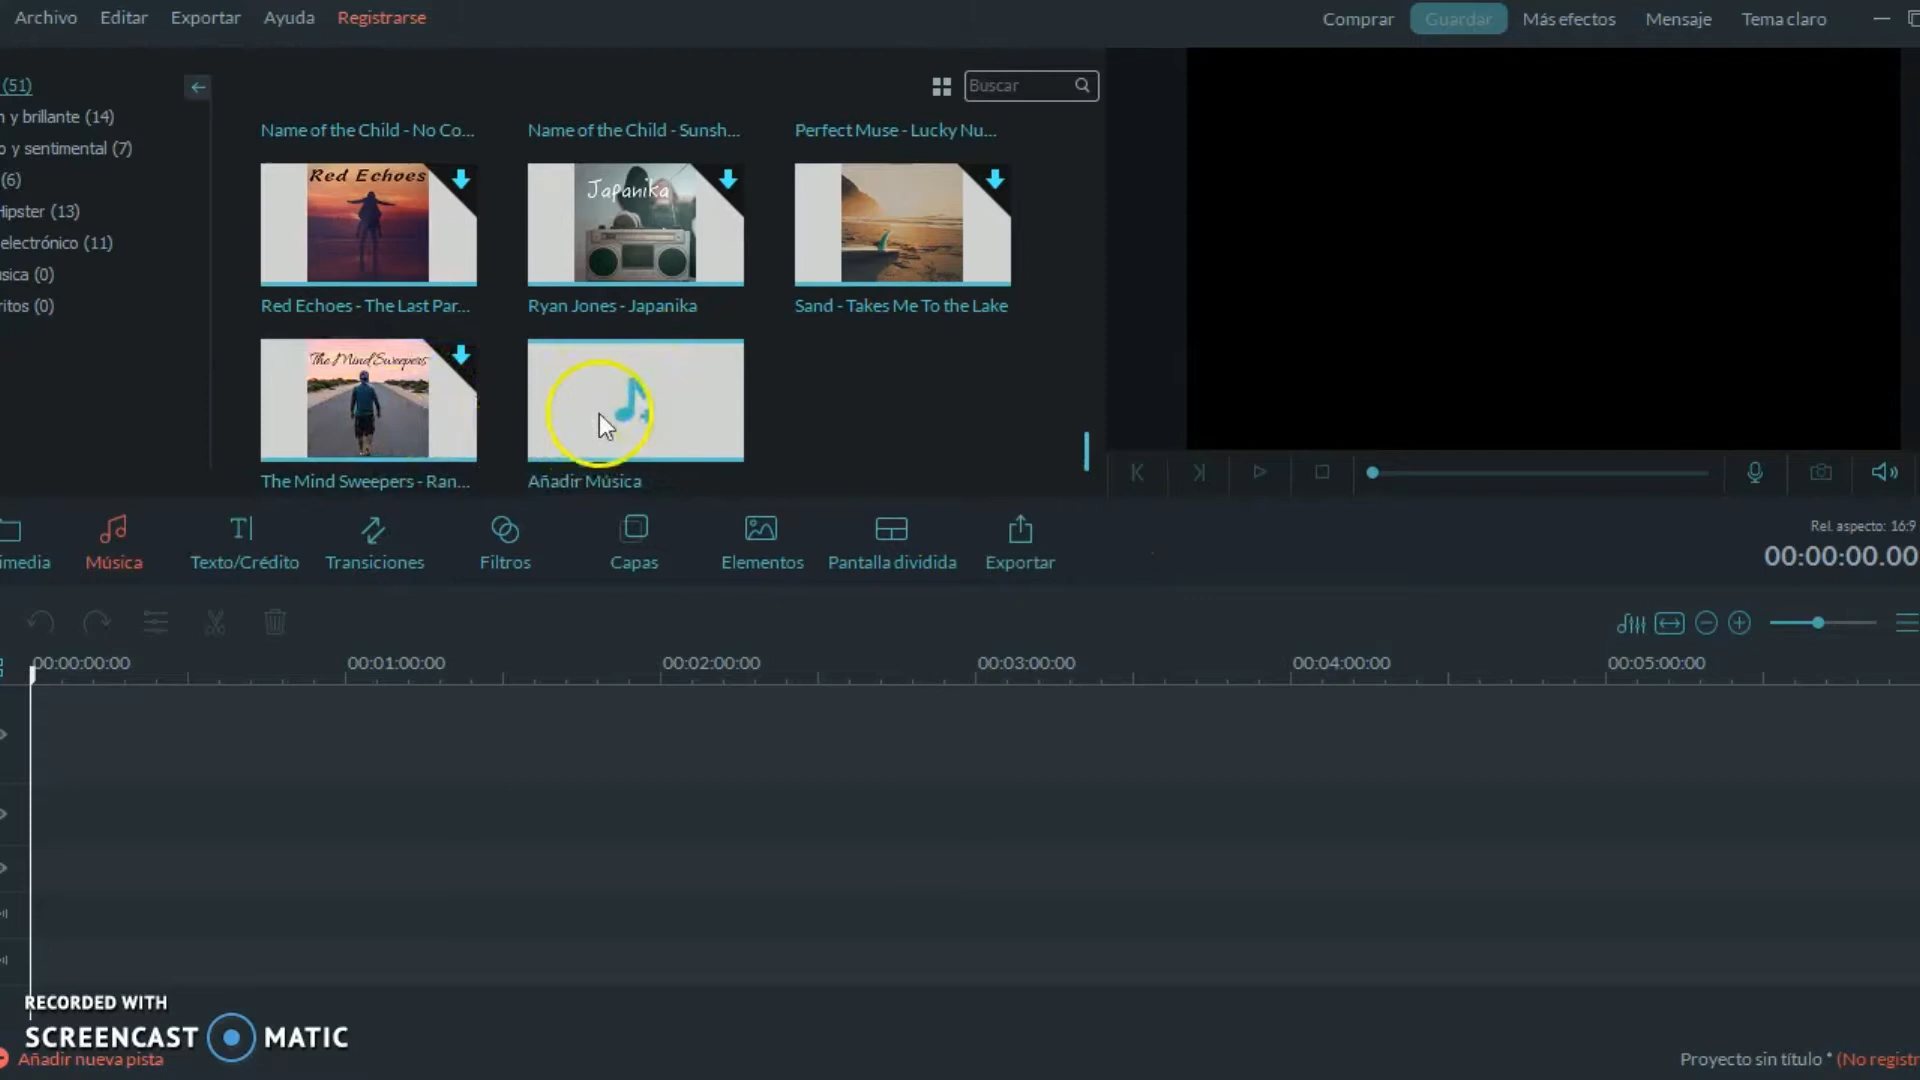 Archivo Editar Exportar Ayuda Registrarse Comprar Guardar Más efectos Mensaje Tema claro
(51)
y brillante (14)
y sentimental (7)
(6)
Hipster (13)
electrónico (11)
(0)
(0)
Buscar
Name of the Child - No Co... Name of the Child - Sunsh... Perfect Muse - Lucky Nu...
Red Echoes
Japanika
Red Echoes - The Last Par... Ryan Jones - Japanika Sand - Takes Me To the Lake
The Mind Sweepers
The Mind Sweepers - Ran... Añadir Música
imedia Música Texto/Crédito Transiciones Filtros Capas Elementos Pantalla dividida Exportar
Rel. aspecto: 16:9
00:00:00.00
00:00:00:00 00:01:00:00 00:02:00:00 00:03:00:00 00:04:00:00 00:05:00:00
RECORDED WITH
SCREENCAST MATIC
Añadir nueva pista
Proyecto sin título * (No registr